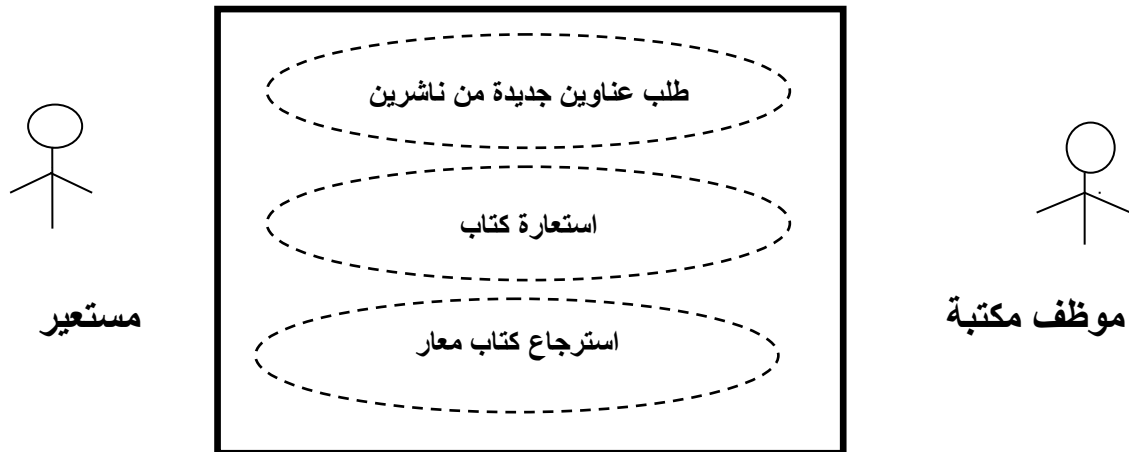 طلب عناوين جديدة من ناشرين
استعارة كتاب
استرجاع كتاب معار
موظف مكتبة
مستعير